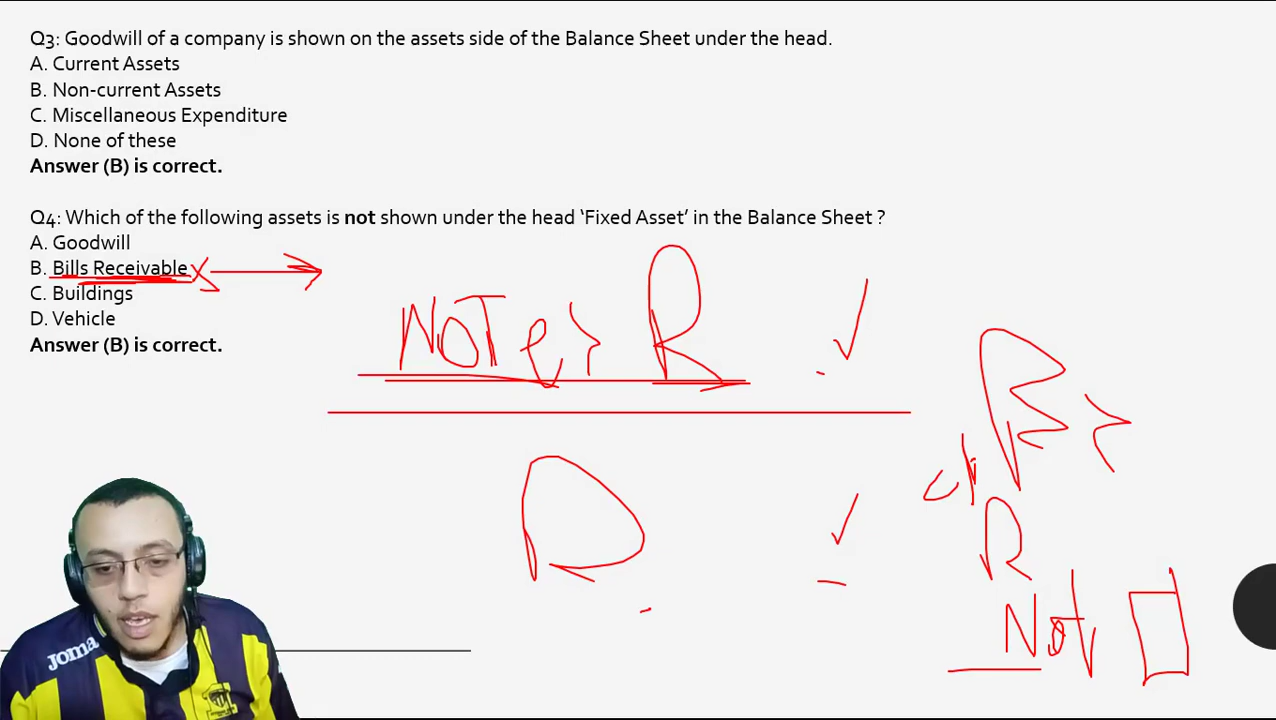 Q3: Goodwill of a company is shown on the assets side of the Balance Sheet under the head.
A. Current Assets
B. Non-current Assets
C. Miscellaneous Expenditure
D. None of these
Answer (B) is correct.
Q4: Which of the following assets is not shown under the head ‘Fixed Asset’ in the Balance Sheet ?
A. Goodwill
B. Bills Receivable
C. Buildings
D. Vehicle
Answer (B) is correct.
NOTes R
R
Not
Joma